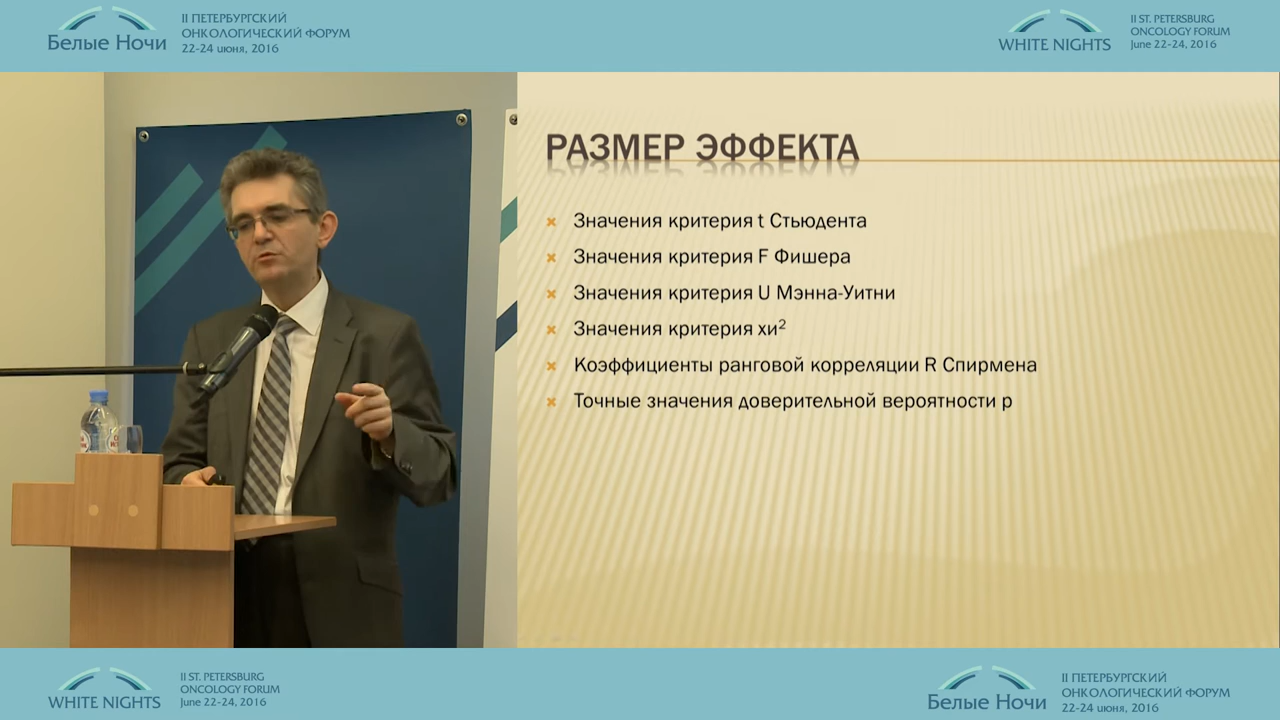 Белые Ночи
II ПЕТЕРБУРГСКИЙ
ОНКОЛОГИЧЕСКИЙ ФОРУМ
22-24 июня, 2016
WHITE NIGHTS
II ST. PETERSBURG
ONCOLOGY FORUM
June 22-24, 2016
РАЗМЕР ЭФФЕКТА
Значения критерия t Стьюдента
Значения критерия F Фишера
Значения критерия U Мэнна-Уитни
Значения критерия хи²
Коэффициенты ранговой корреляции R Спирмена
Точные значения доверительной вероятности p
WHITE NIGHTS
II ST. PETERSBURG
ONCOLOGY FORUM
June 22-24, 2016
Белые Ночи
II ПЕТЕРБУРГСКИЙ
ОНКОЛОГИЧЕСКИЙ ФОРУМ
22-24 июня, 2016